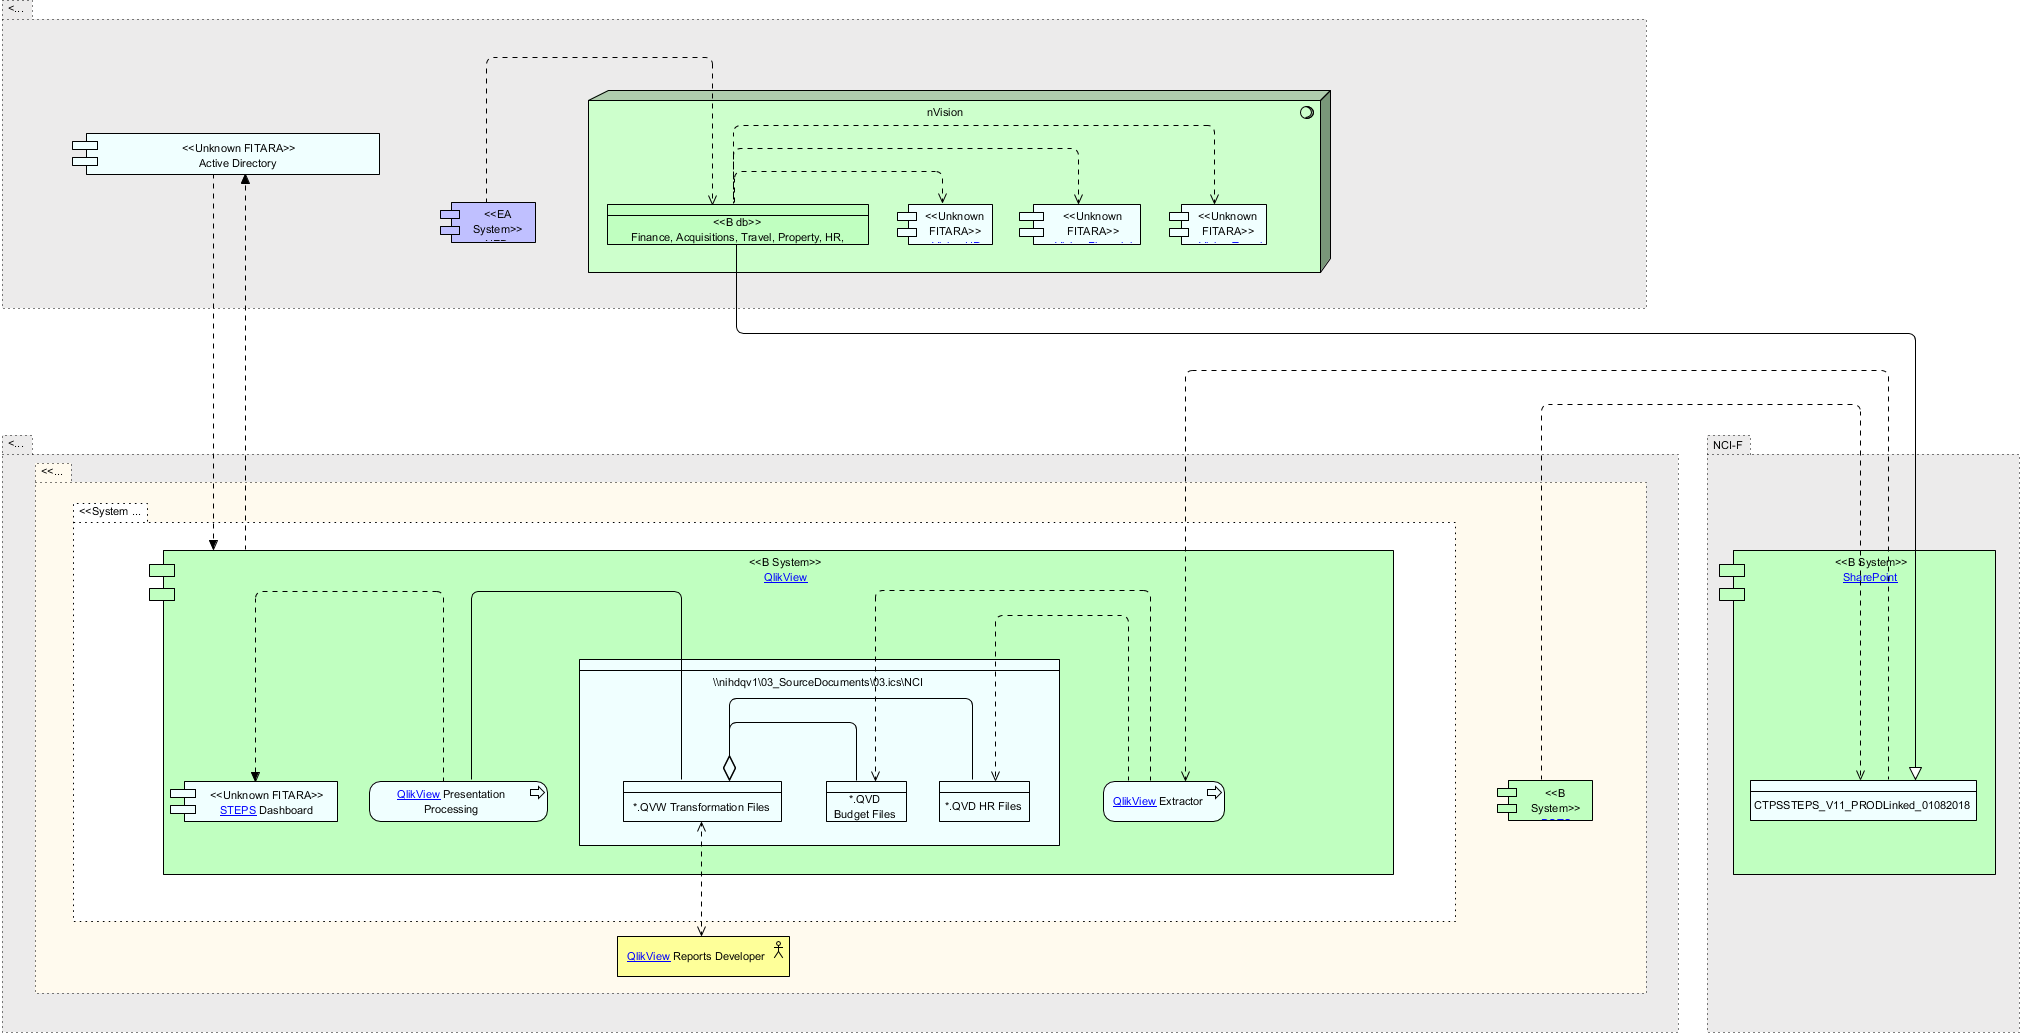 <...
nVision
<<Unknown FITARA>>
Active Directory
<<EA
System>>
<<B db>>
Finance, Acquisitions, Travel, Property, HR,
<<Unknown
FITARA>>
<<Unknown
FITARA>>
<<Unknown
FITARA>>
<...
<<...
<<System ...
NCI-F
<<B System>>
QlikView
<<B System>>
SharePoint
\\nihdqv1\03_SourceDocuments\03.ics\NCI
<<Unknown FITARA>>
STEPS Dashboard
QlikView Presentation
Processing
*.QVW Transformation Files
*.QVD
Budget Files
*.QVD HR Files
QlikView Extractor
<<B
System>>
CTPSSTEPS_V11_PRODLinked_01082018
QlikView Reports Developer